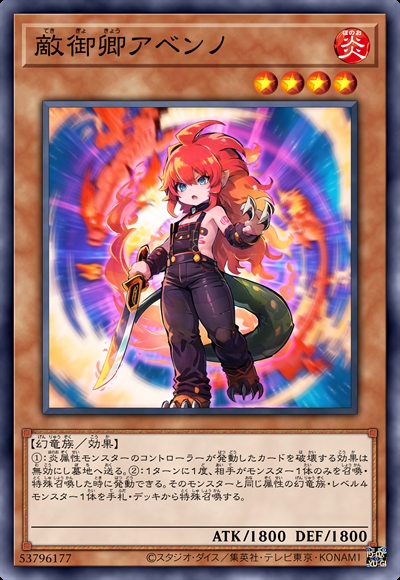 敵御卿アベンノ
炎
【幻竜族／効果】
①:炎属性モンスターのコントローラーが発動したカードを破壊する効果は
無効にし墓地へ送る。②:1ターンに1度、相手がモンスター1体のみを召喚・
特殊召喚した時に発動できる。そのモンスターと同じ属性の幻竜族・レベル4
モンスター1体を手札・デッキから特殊召喚する。
ATK/1800 DEF/1800
53796177
©スタジオ・ダイス／集英社・テレビ東京・KONAMI